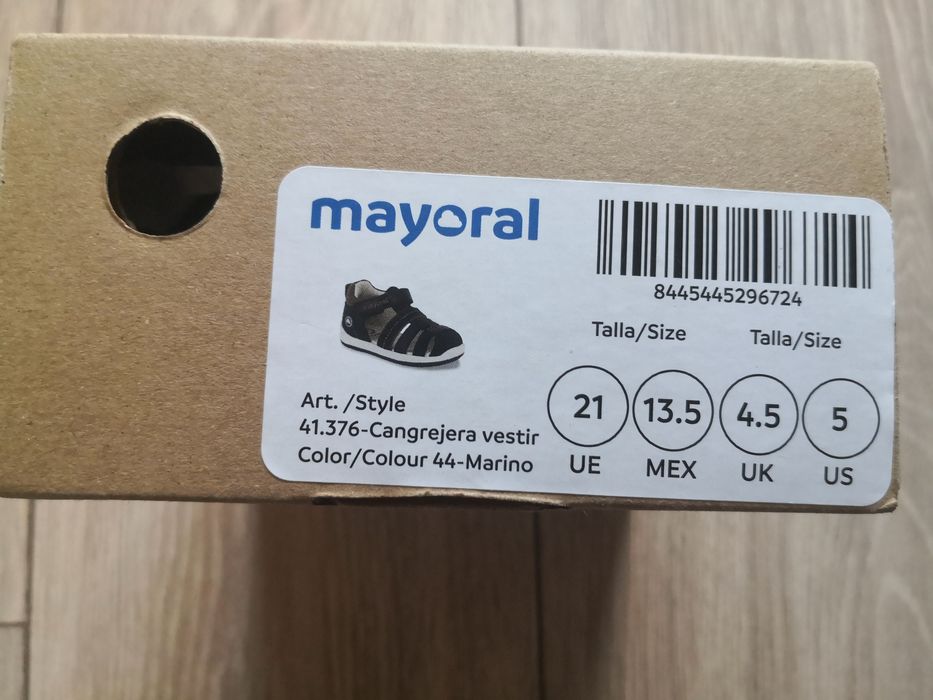 mayoral
8445445296724
Talla/Size
Talla/Size
Art. /Style
41.376-Cangrejera vestir
Color/Colour 44-Marino
21
13.5
4.5
5
UE
MEX
UK
US